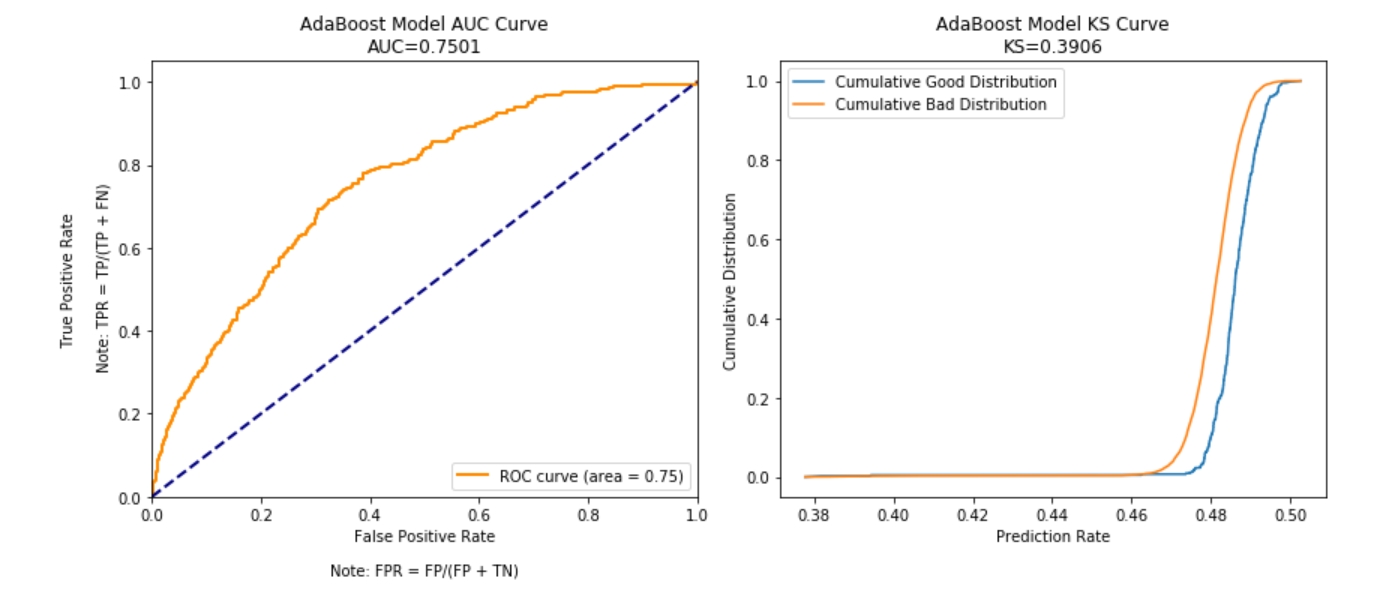 AdaBoost Model AUC Curve
AUC=0.7501
True Positive Rate
Note: TPR = TP/(TP + FN)
1.0
0.8
0.6
0.4
0.2
0.0
ROC curve (area = 0.75)
0.0 0.2 0.4 0.6 0.8 1.0
False Positive Rate
Note: FPR = FP/(FP + TN)
AdaBoost Model KS Curve
KS=0.3906
Cumulative Good Distribution
Cumulative Bad Distribution
Cumulative Distribution
1.0
0.8
0.6
0.4
0.2
0.0
0.38 0.40 0.42 0.44 0.46 0.48 0.50
Prediction Rate